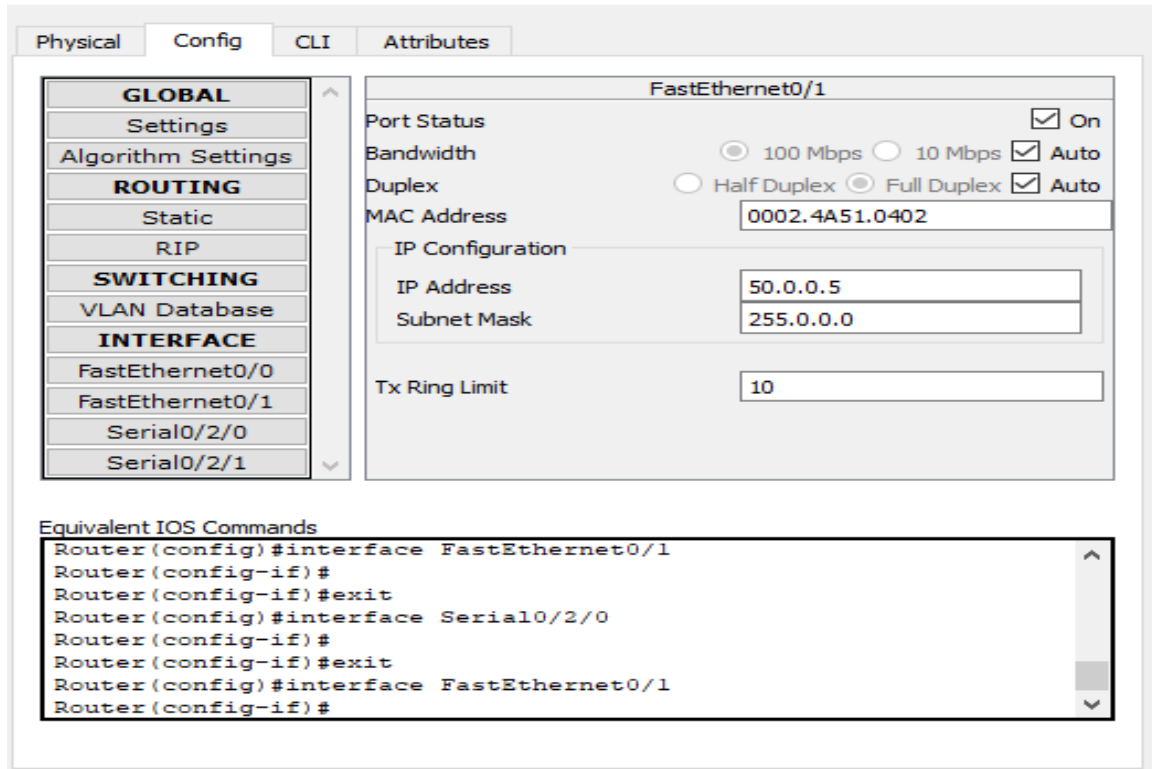 Physical Config CLI Attributes
GLOBAL
Settings
Algorithm Settings
ROUTING
Static
RIP
SWITCHING
VLAN Database
INTERFACE
FastEthernet0/0
FastEthernet0/1
Serial0/2/0
Serial0/2/1
FastEthernet0/1
Port Status On
Bandwidth 100 Mbps 10 Mbps Auto
Duplex Half Duplex Full Duplex Auto
MAC Address 0002.4A51.0402
IP Configuration
IP Address 50.0.0.5
Subnet Mask 255.0.0.0
Tx Ring Limit 10
Equivalent IOS Commands
Router(config)#interface FastEthernet0/1
Router(config-if)#
Router(config-if)#exit
Router(config)#interface Serial0/2/0
Router(config-if)#
Router(config-if)#exit
Router(config)#interface FastEthernet0/1
Router(config-if)#